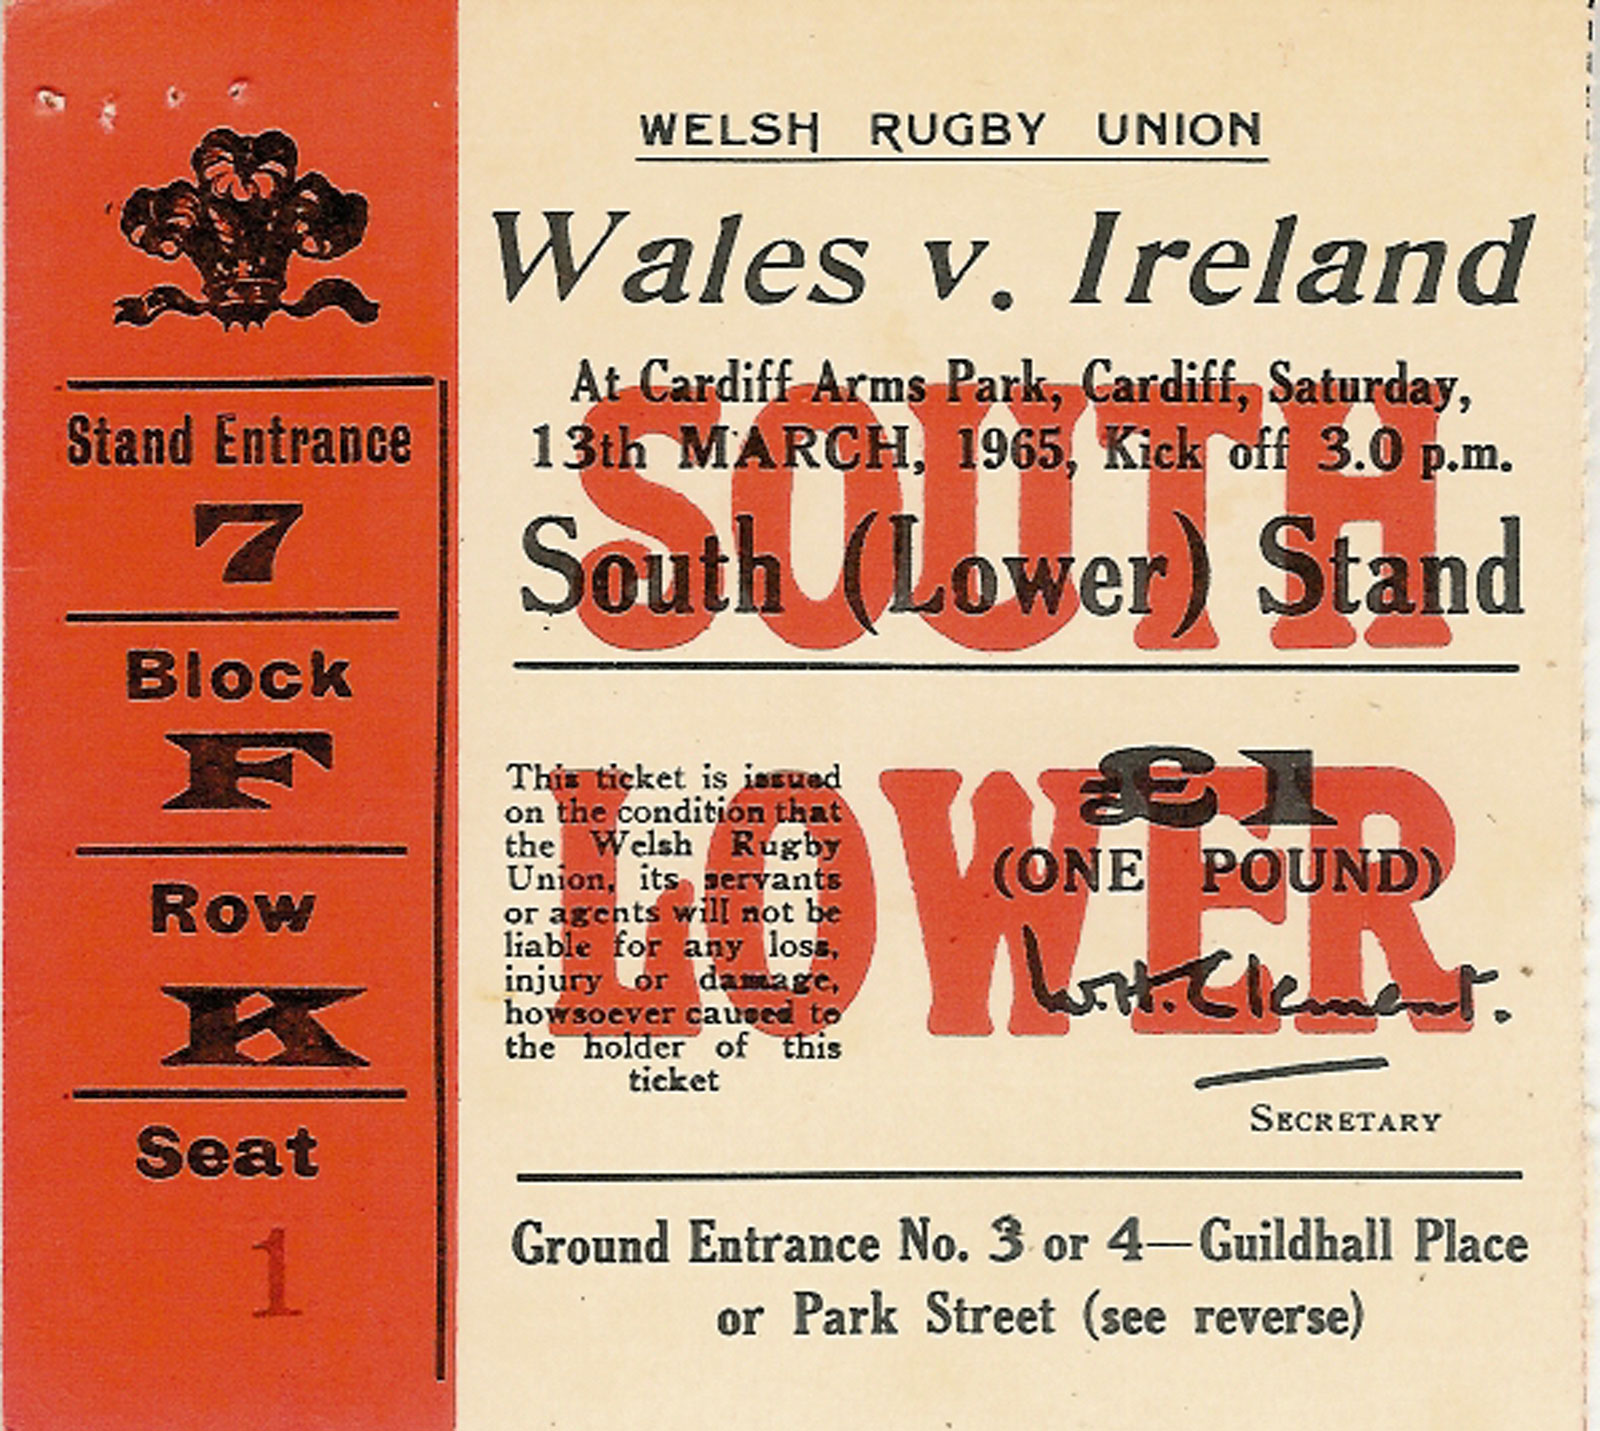 Stand Entrance
7
Block
F
Row
K
Seat
1
WELSH RUGBY UNION
Wales v. Ireland
At Cardiff Arms Park, Cardiff, Saturday,
13th MARCH, 1965, Kick off 3.0 p.m.
SOUTH
South (Lower) Stand
LOWER
This ticket is issued
on the condition that
the Welsh Rugby
Union, its servants
or agents will not be
liable for any loss,
injury or damage,
howsoever caused to
the holder of this
ticket
£1
(ONE POUND)
W.H. Clement.
SECRETARY
Ground Entrance No. 3 or 4—Guildhall Place
or Park Street (see reverse)